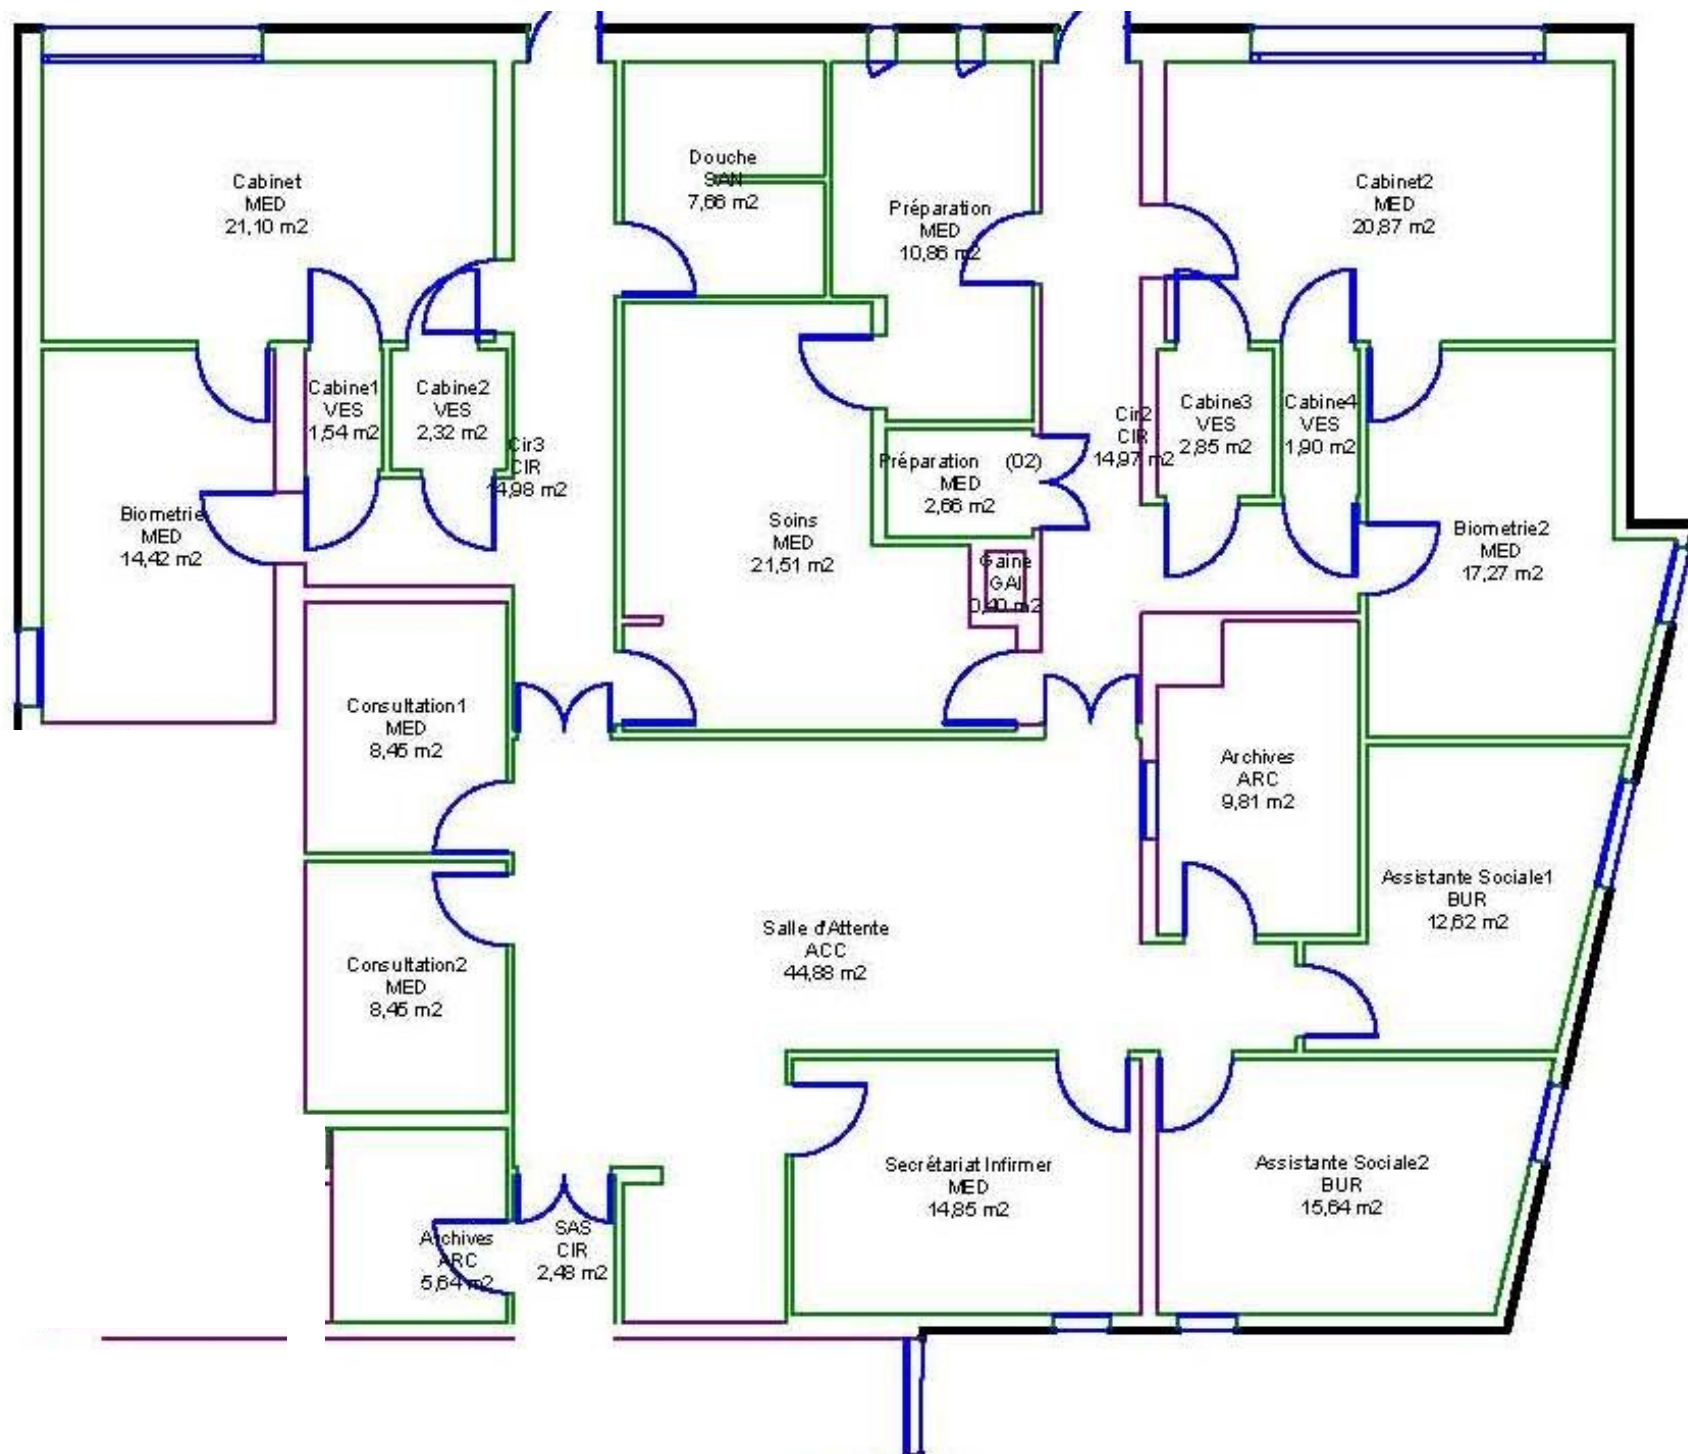 Cabinet
MED
21,10 m2
Douche
SAN
7,66 m2
Préparation
MED
10,86 m2
Cabinet2
MED
20,87 m2
Cabine1
VES
1,54 m2
Cabine2
VES
2,32 m2
Cir3
CIR
14,98 m2
Cir2
CIR
14,97 m2
Cabine3
VES
2,85 m2
Cabine4
VES
1,90 m2
Biometrie
MED
14,42 m2
Soins
MED
21,51 m2
Préparation (02)
MED
2,66 m2
Gaine
GAI
0,40 m2
Biometrie2
MED
17,27 m2
Consultation1
MED
8,45 m2
Archives
ARC
9,81 m2
Assistante Sociale1
BUR
12,62 m2
Salle d'Attente
ACC
44,88 m2
Consultation2
MED
8,45 m2
Secrétariat Infirmer
MED
14,85 m2
Assistante Sociale2
BUR
15,64 m2
Archives
ARC
5,64 m2
SAS
CIR
2,48 m2